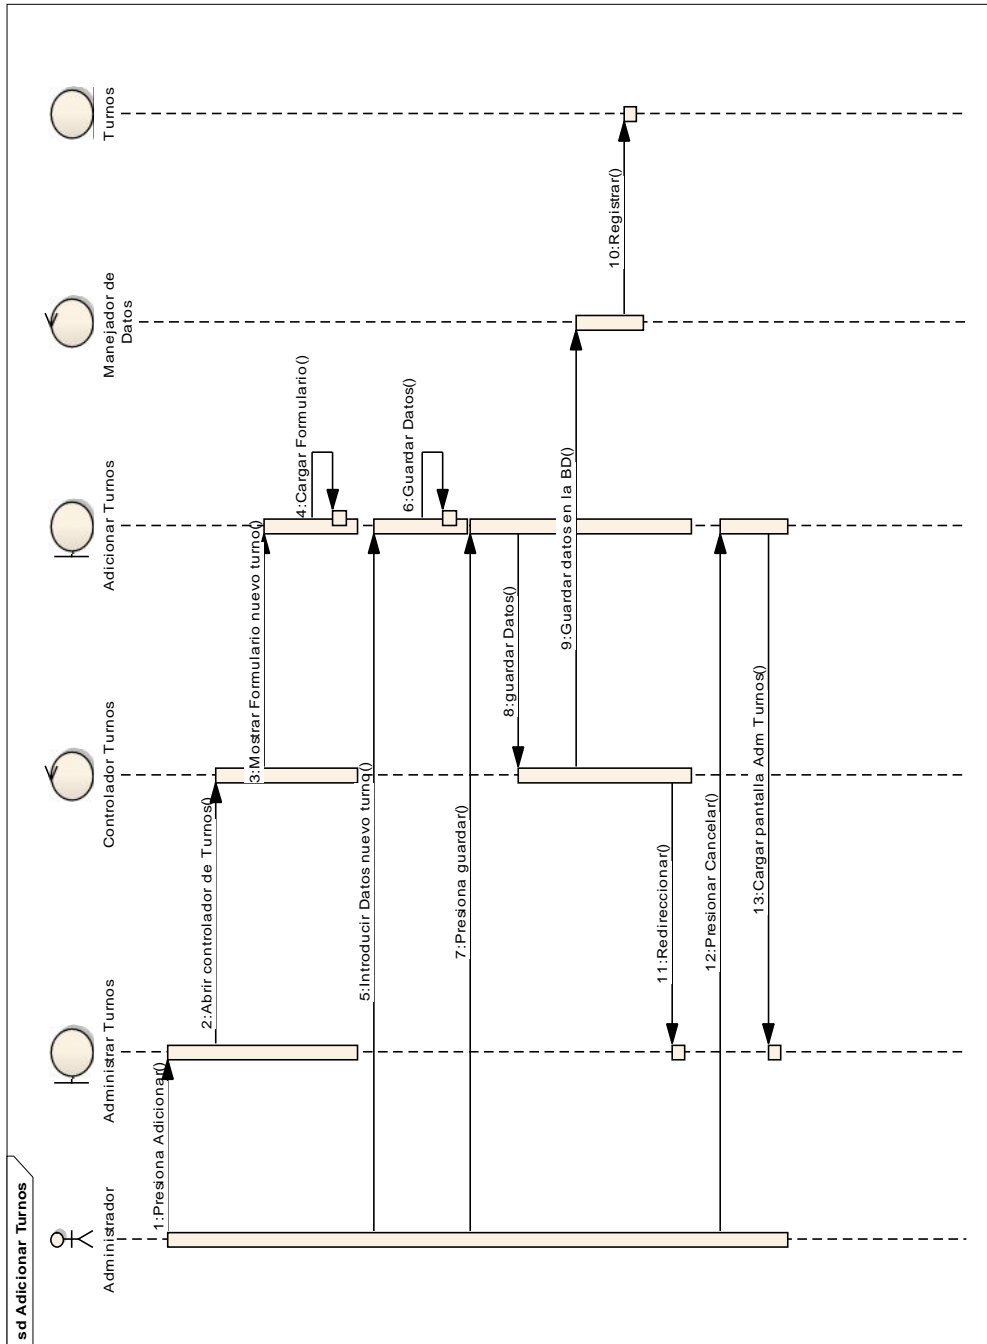 sd Adicionar Turnos
Administrador
Administrar Turnos
Controlador Turnos
Adicionar Turnos
Manejador de
Datos
Turnos
1:Presiona Adicionar()
2:Abrir controlador de Turnos()
3:Mostrar Formulario nuevo turno()
4:Cargar Formulario()
5:Introducir Datos nuevo turno()
6:Guardar Datos()
7:Presiona guardar()
8:guardar Datos()
9:Guardar datos en la BD()
10:Registrar()
11:Redireccionar()
12:Presionar Cancelar()
13:Cargar pantalla Adm Turnos()